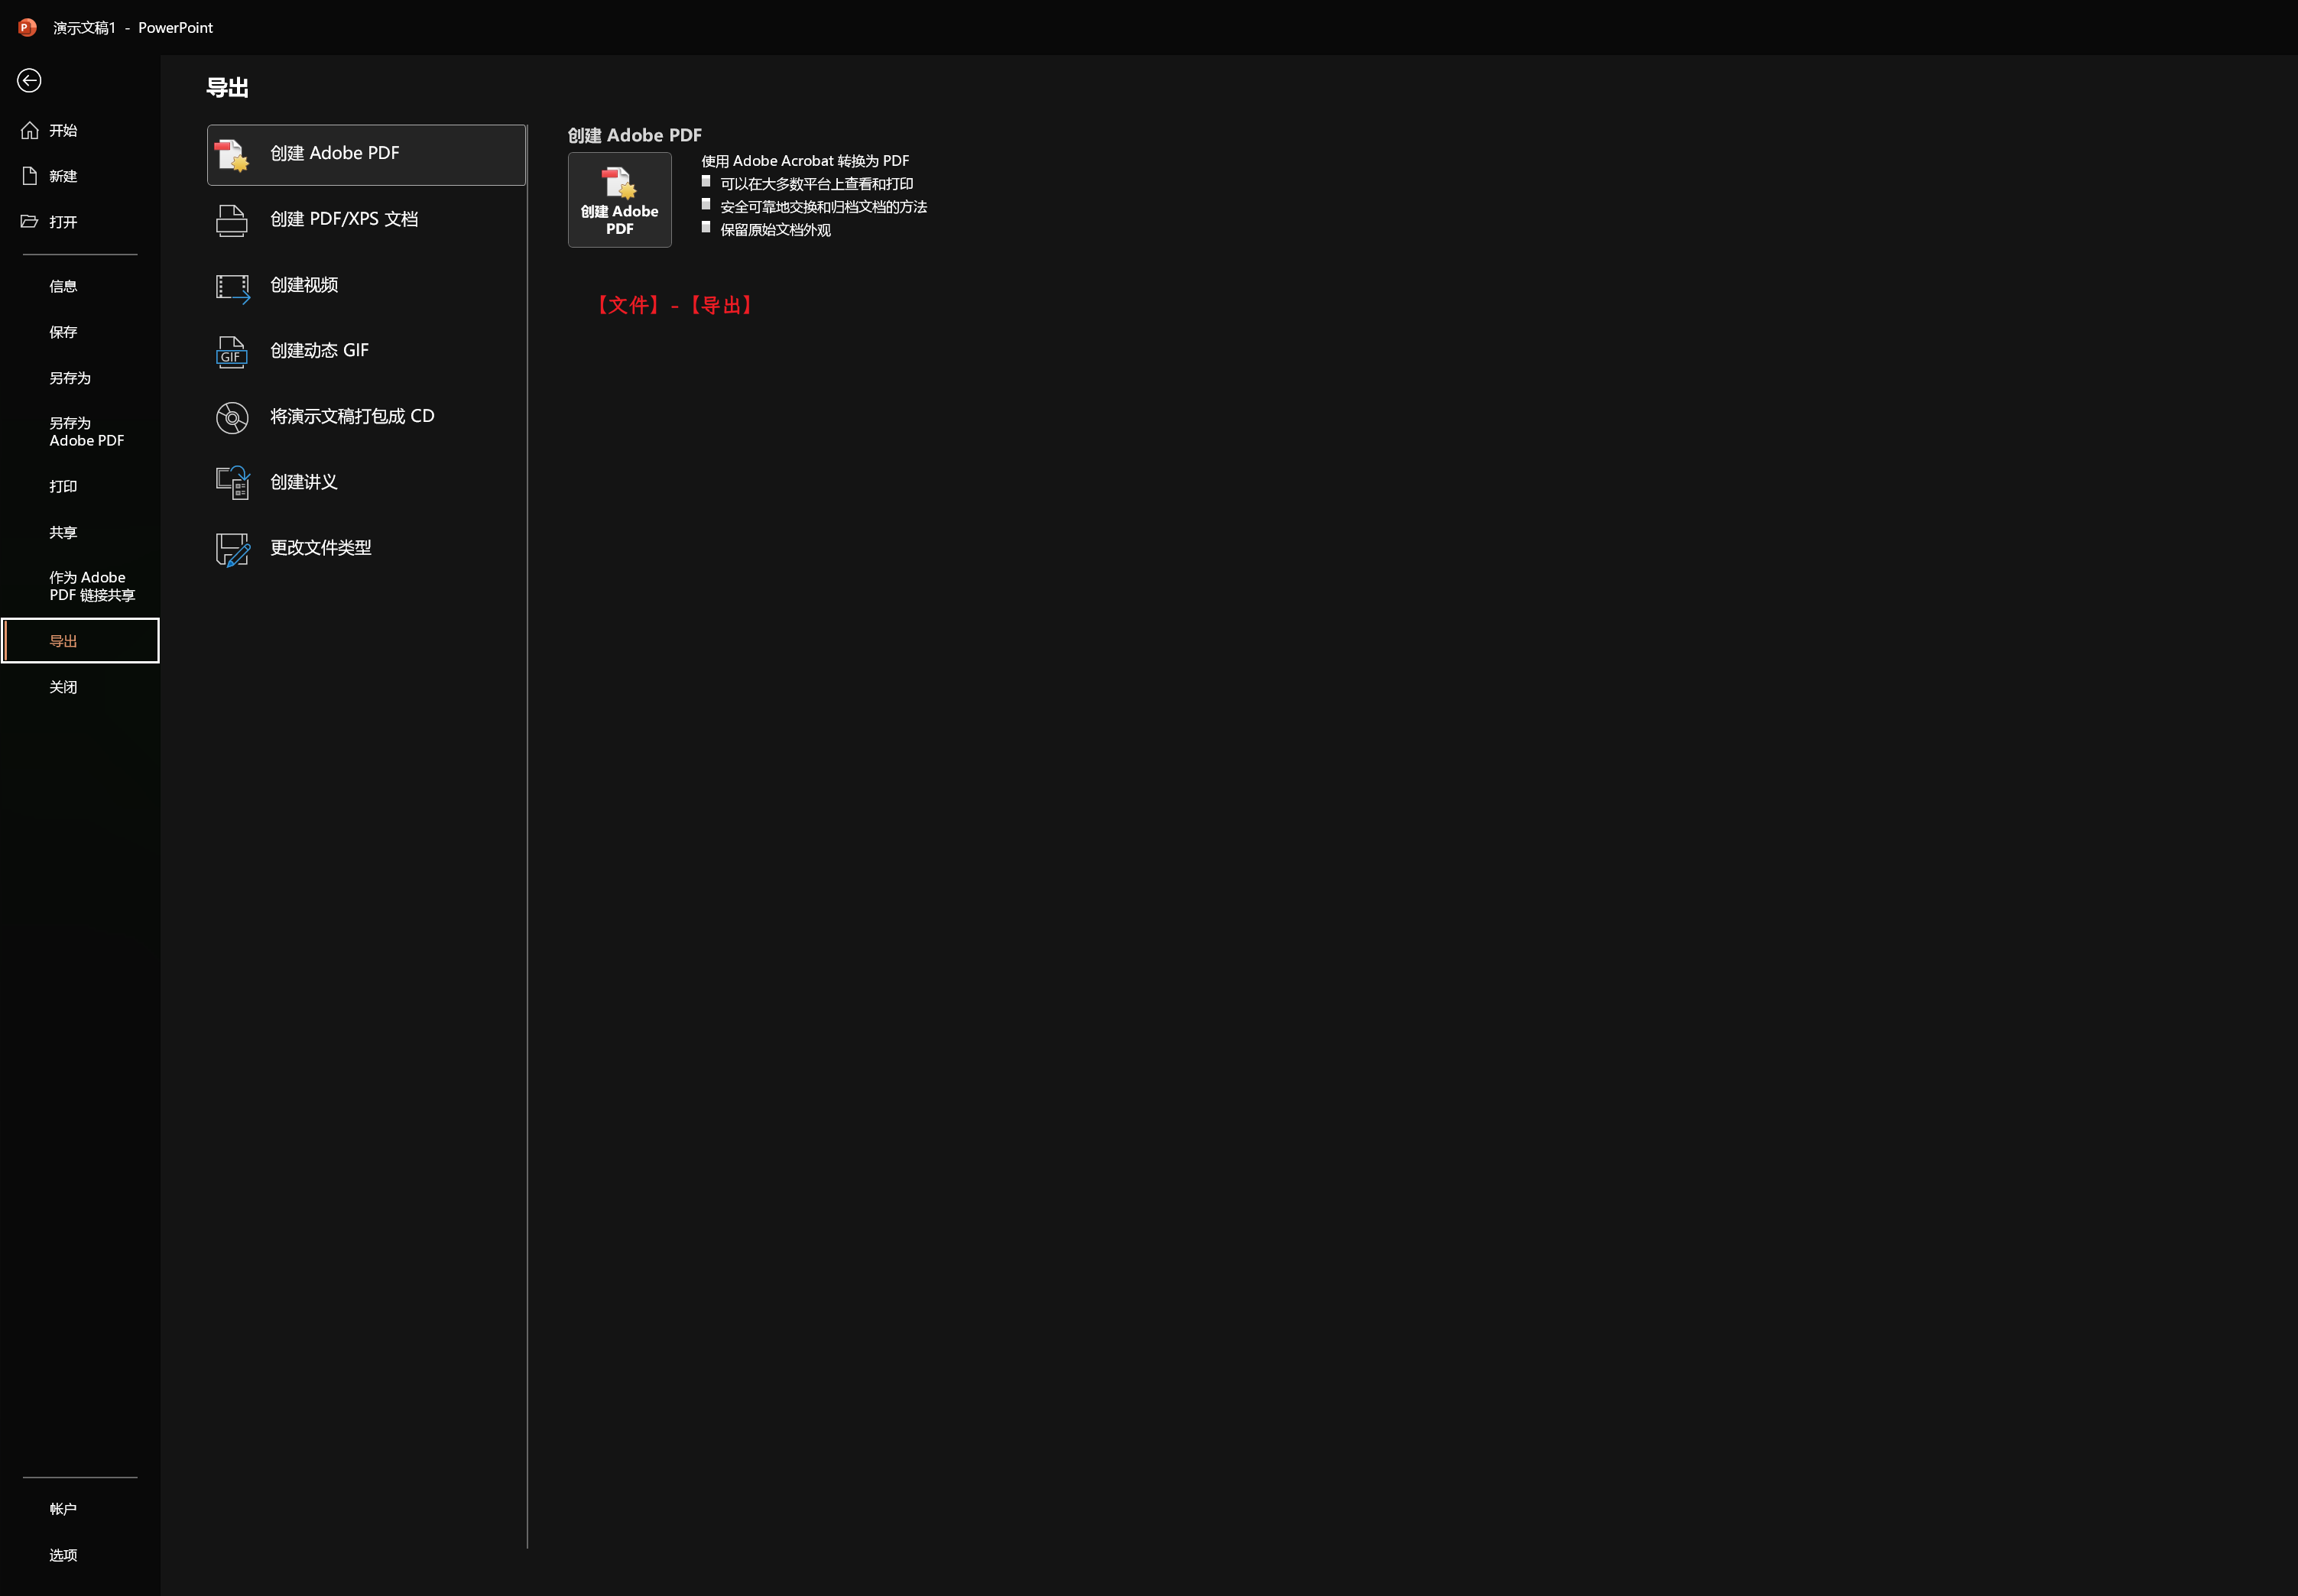 演示文稿1 - PowerPoint
开始
新建
打开
信息
保存
另存为
另存为
Adobe PDF
打印
共享
作为 Adobe
PDF 链接共享
导出
关闭
帐户
选项
导出
创建 Adobe PDF
创建 PDF/XPS 文档
创建视频
GIF
创建动态 GIF
将演示文稿打包成 CD
创建讲义
更改文件类型
创建 Adobe PDF
创建 Adobe
PDF
使用 Adobe Acrobat 转换为 PDF
可以在大多数平台上查看和打印
安全可靠地交换和归档文档的方法
保留原始文档外观
【文件】-【导出】